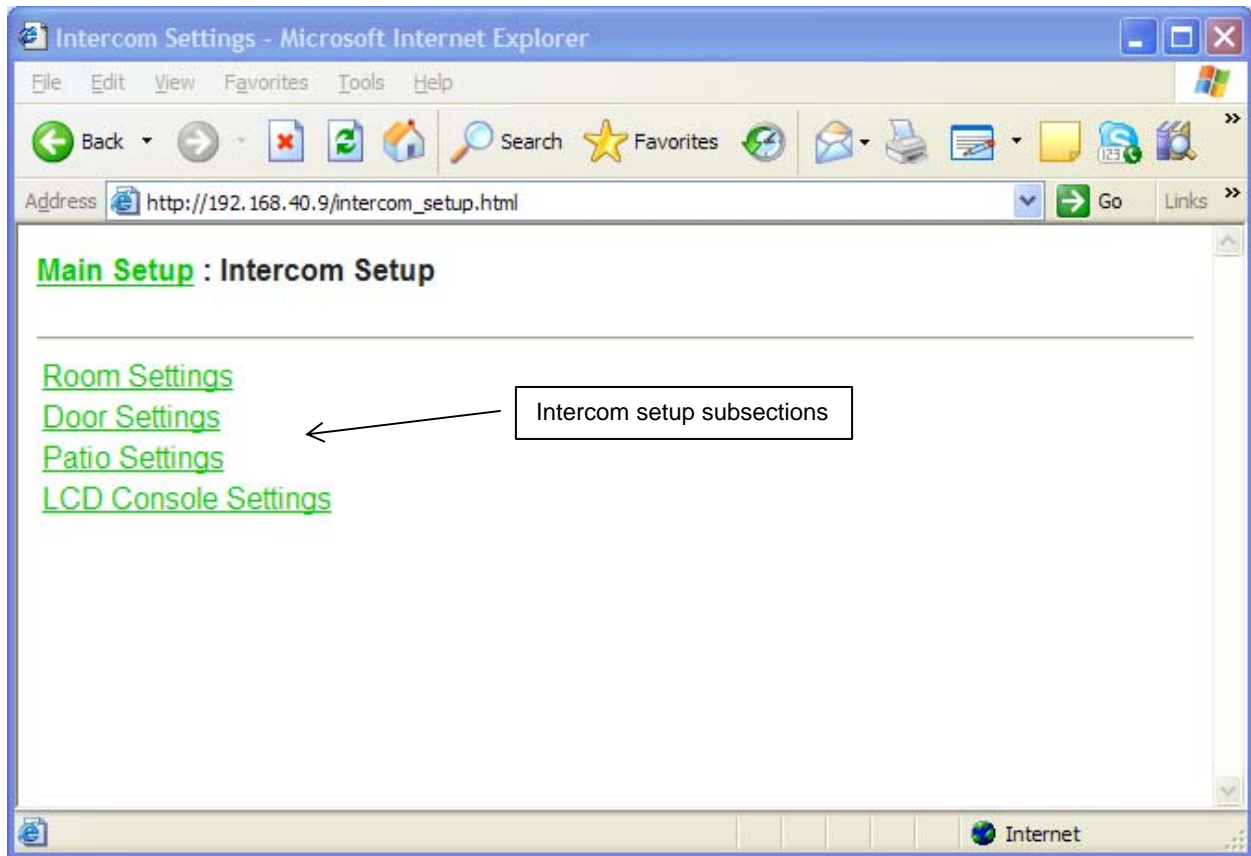 Intercom Settings - Microsoft Internet Explorer
File Edit View Favorites Tools Help
Back Search Favorites 123 »
Address http://192.168.40.9/intercom_setup.html Go Links »
Main Setup : Intercom Setup
Room Settings
Door Settings
Intercom setup subsections
Patio Settings
LCD Console Settings
Internet